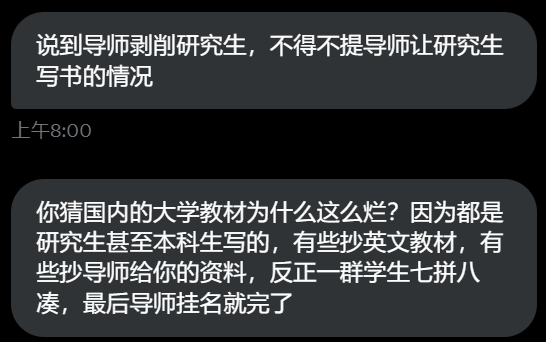 说到导师剥削研究生，不得不提导师让研究生
写书的情况
上午8:00
你猜国内的大学教材为什么这么烂？因为都是
研究生甚至本科生写的，有些抄英文教材，有
些抄导师给你的资料，反正一群学生七拼八
凑，最后导师挂名就完了